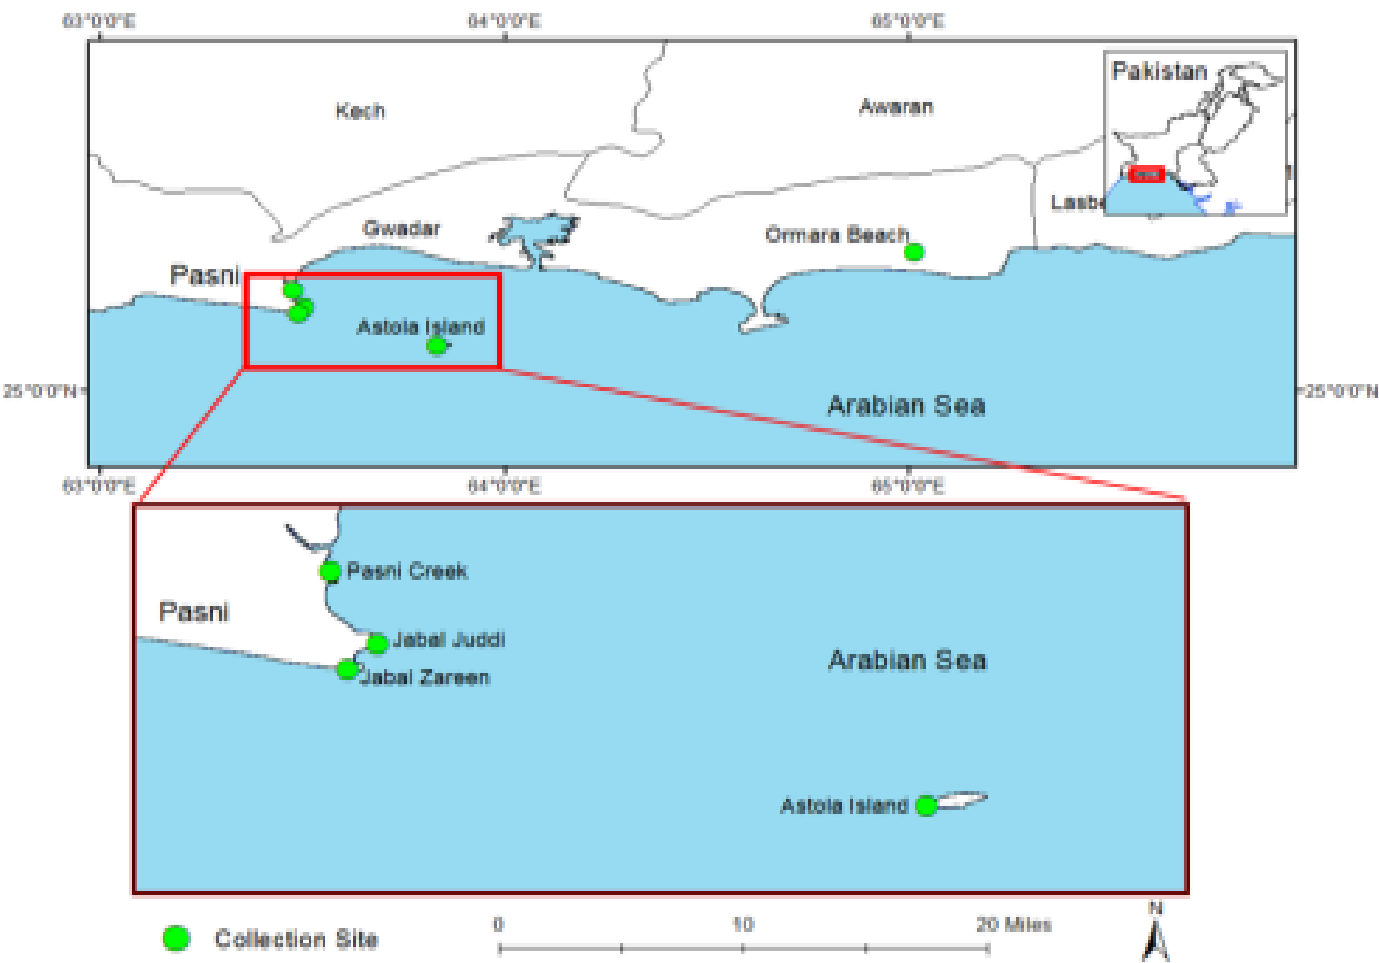 63°0'0"E 64°0'0"E 65°0'0"E
Pakistan
Kech
Awaran
Lasbe
Gwadar
Ormara Beach
Pasni
Astola Island
25°0'0"N 25°0'0"N
Arabian Sea
63°0'0"E 64°0'0"E 65°0'0"E
Pasni Creek
Pasni
Jabal Juddi
Arabian Sea
Jabal Zareen
Astola Island
N
0 10 20 Miles
Collection Site